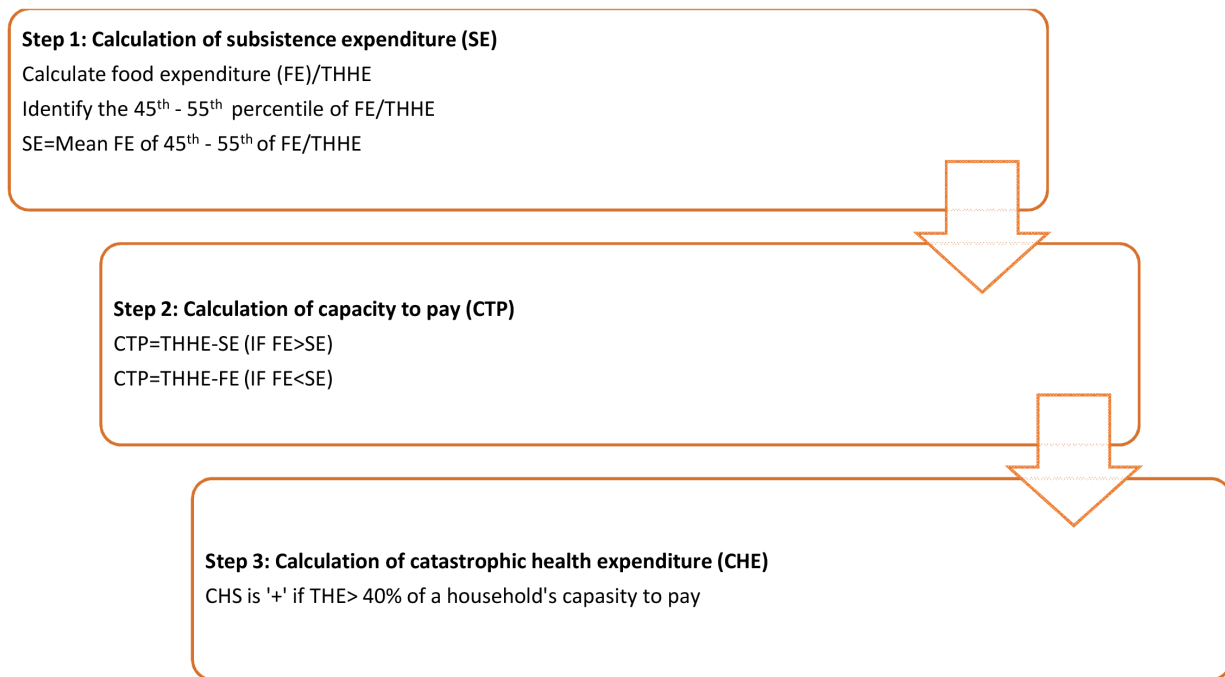 Step 1: Calculation of subsistence expenditure (SE)
Calculate food expenditure (FE)/THHE
Identify the 45th - 55th percentile of FE/THHE
SE=Mean FE of 45th - 55th of FE/THHE
Step 2: Calculation of capacity to pay (CTP)
CTP=THHE-SE (IF FE>SE)
CTP=THHE-FE (IF FE<SE)
Step 3: Calculation of catastrophic health expenditure (CHE)
CHS is '+' if THE> 40% of a household's capasity to pay